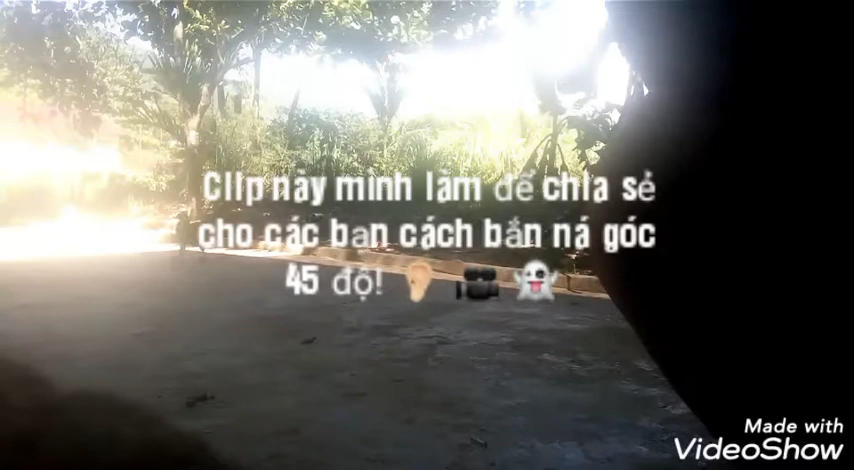 Clip này mình làm để chia sẻ
cho các bạn cách bắn ná góc
45 độ! 👂 🎥 👻
Made with
VideoShow